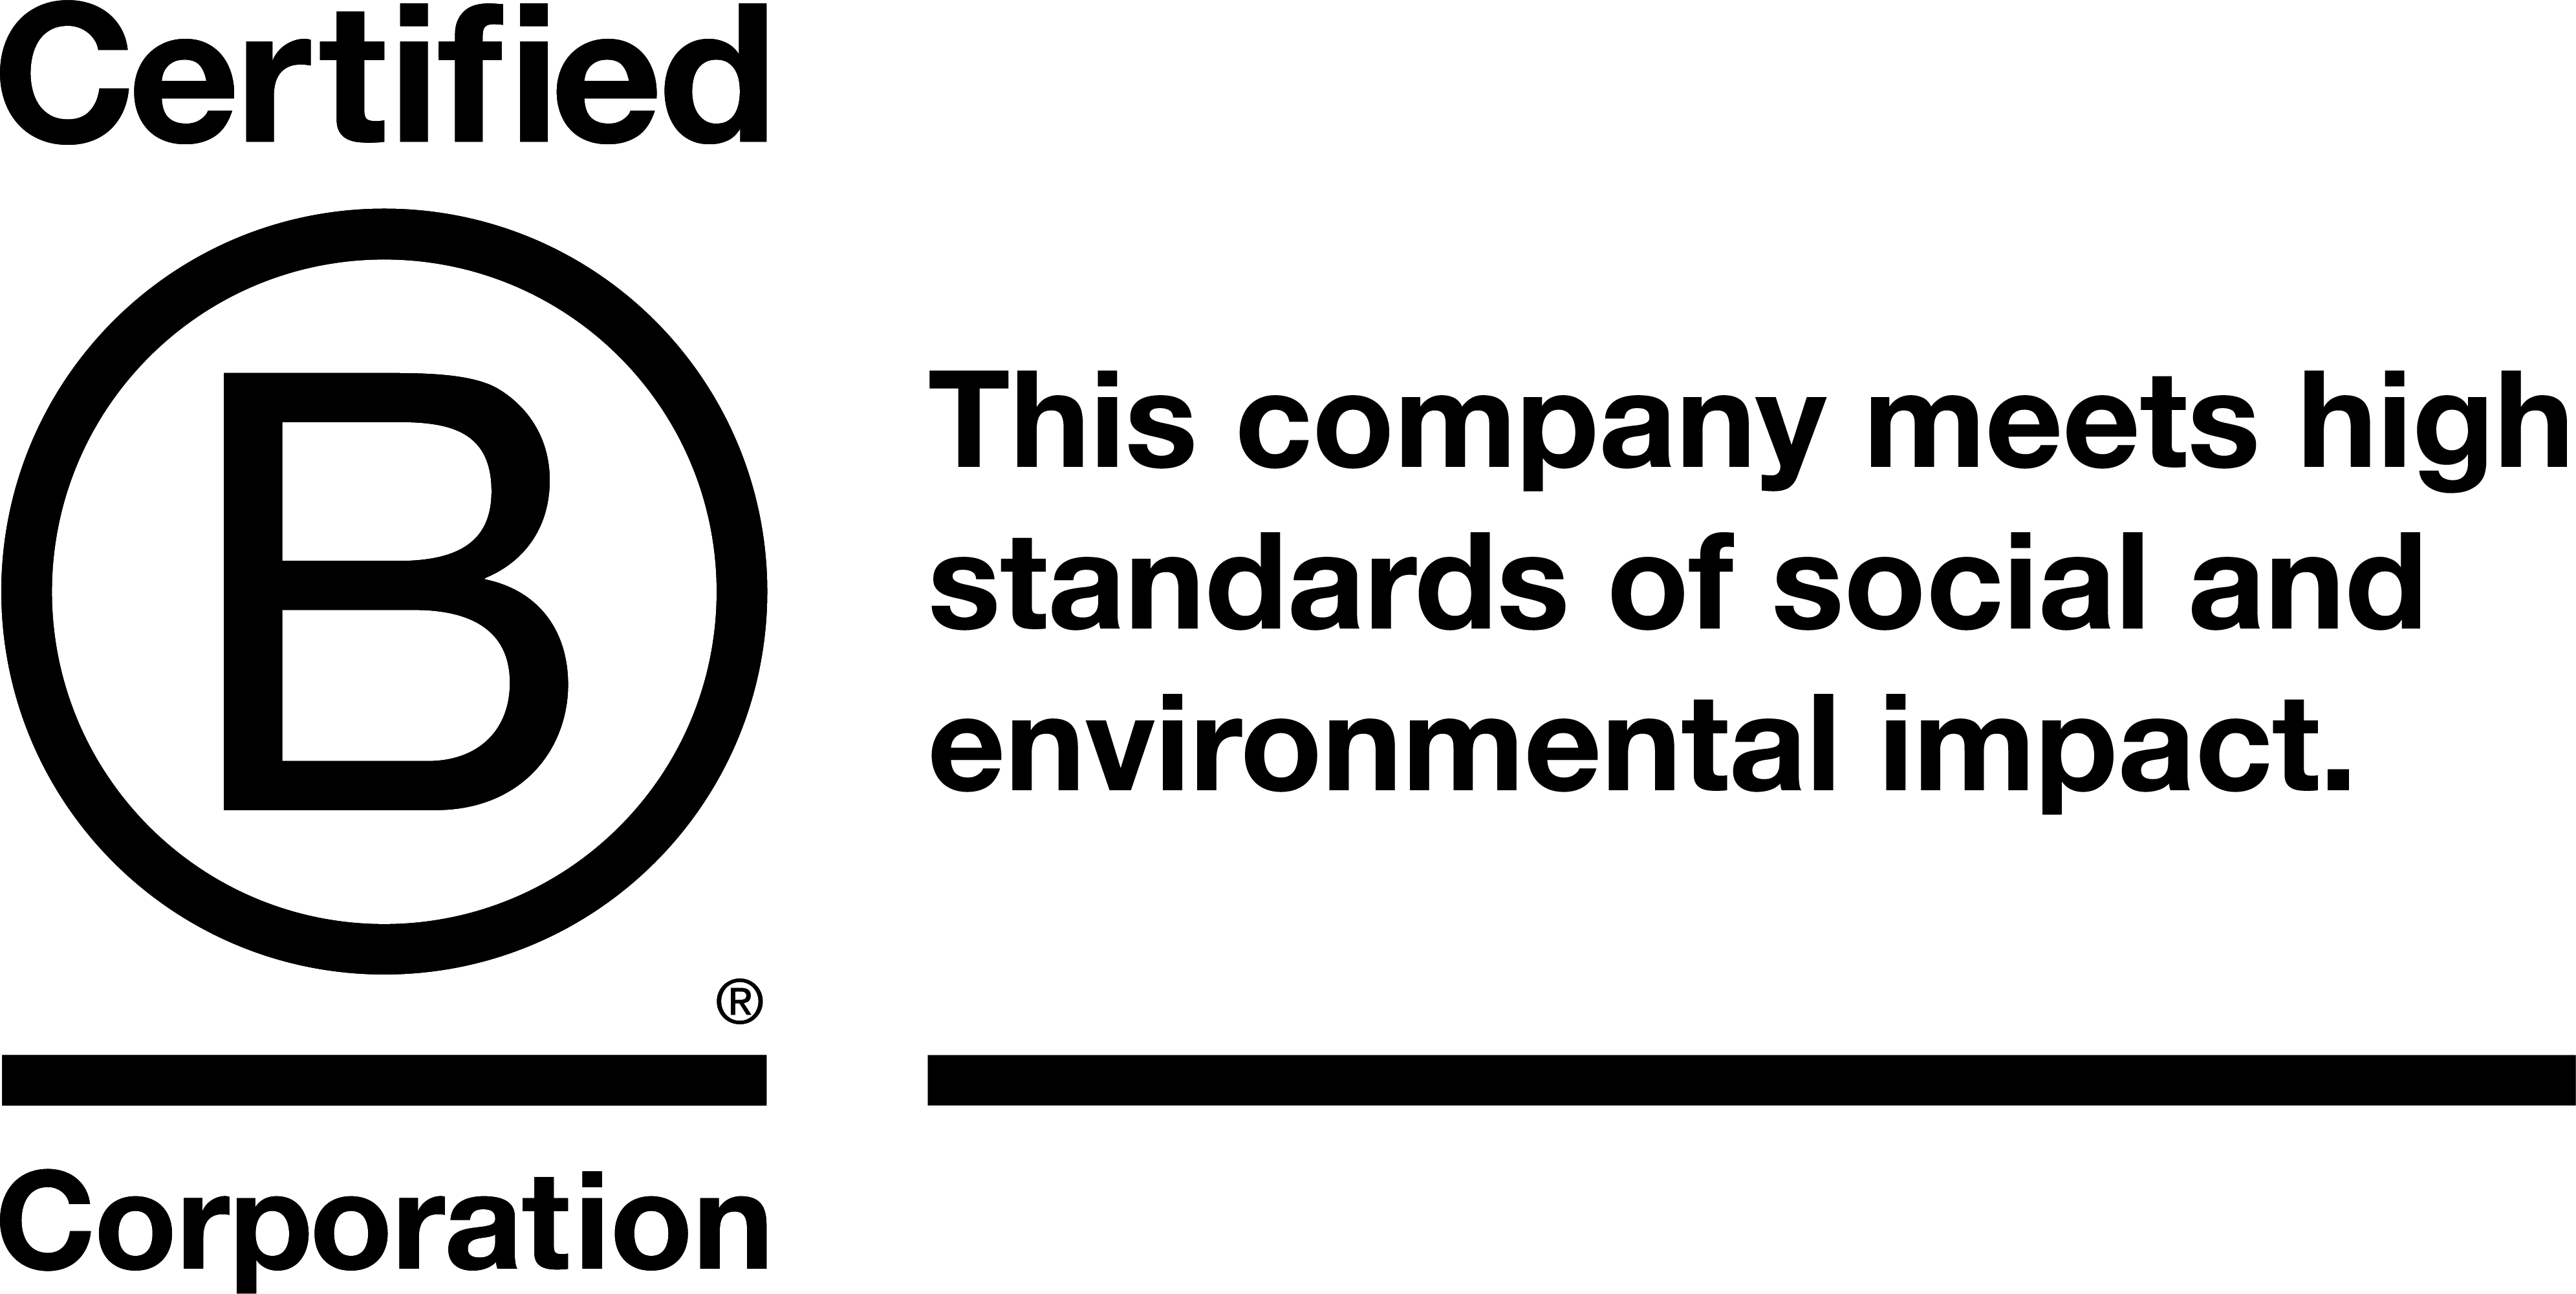 Certified
B
®
Corporation
This company meets high
standards of social and
environmental impact.